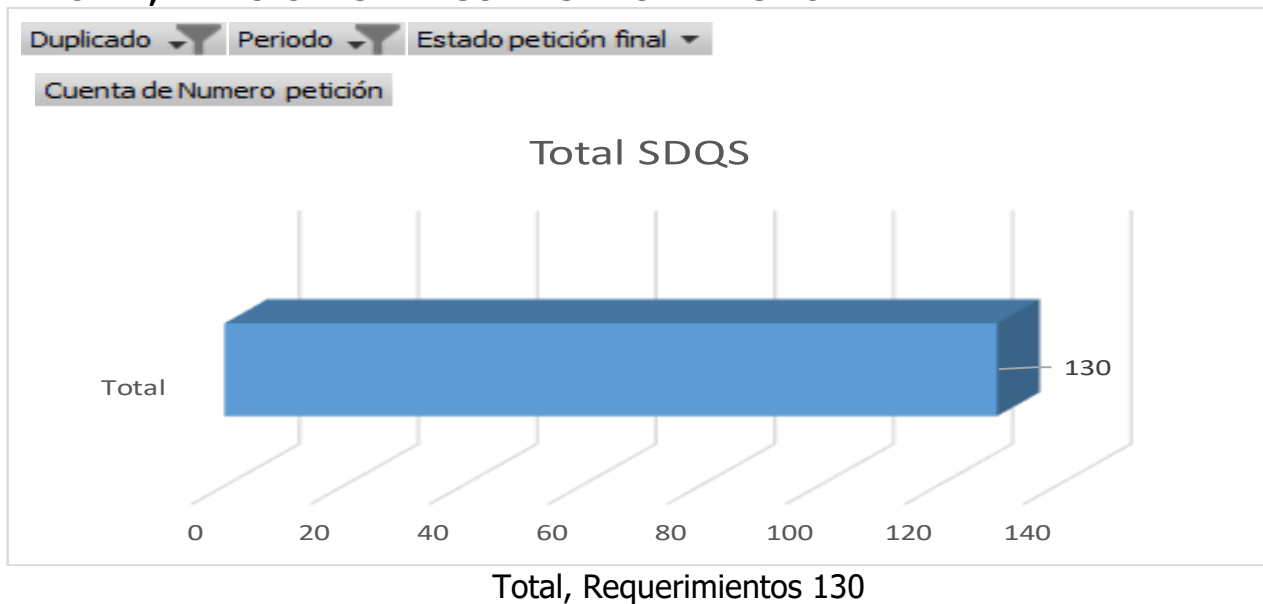 Duplicado Periodo Estado petición final
Cuenta de Numero petición
Total SDQS
130
Total
0 20 40 60 80 100 120 140
Total, Requerimientos 130